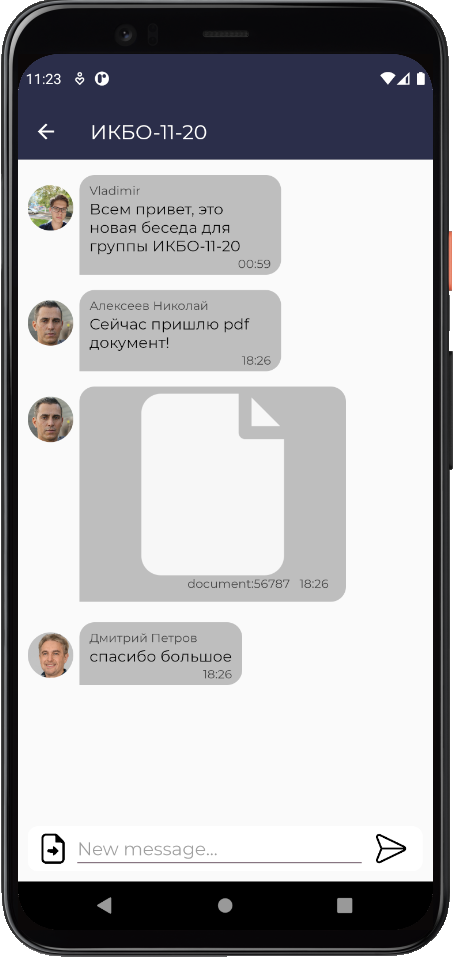 11:23
ИКБО-11-20
Vladimir
Всем привет, это
новая беседа для
группы ИКБО-11-20
00:59
Алексеев Николай
Сейчас пришлю pdf
документ!
18:26
document:56787 18:26
Дмитрий Петров
спасибо большое
18:26
New message...